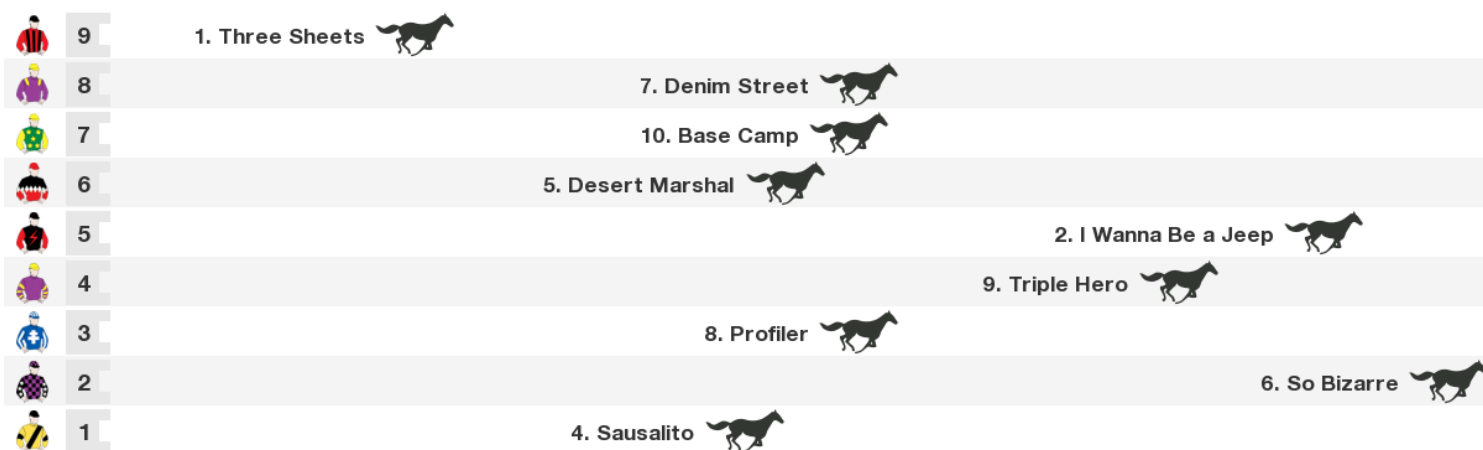 9 1. Three Sheets
8 7. Denim Street
7 10. Base Camp
6 5. Desert Marshal
5 2. I Wanna Be a Jeep
4 9. Triple Hero
3 8. Profiler
2 6. So Bizarre
1 4. Sausalito